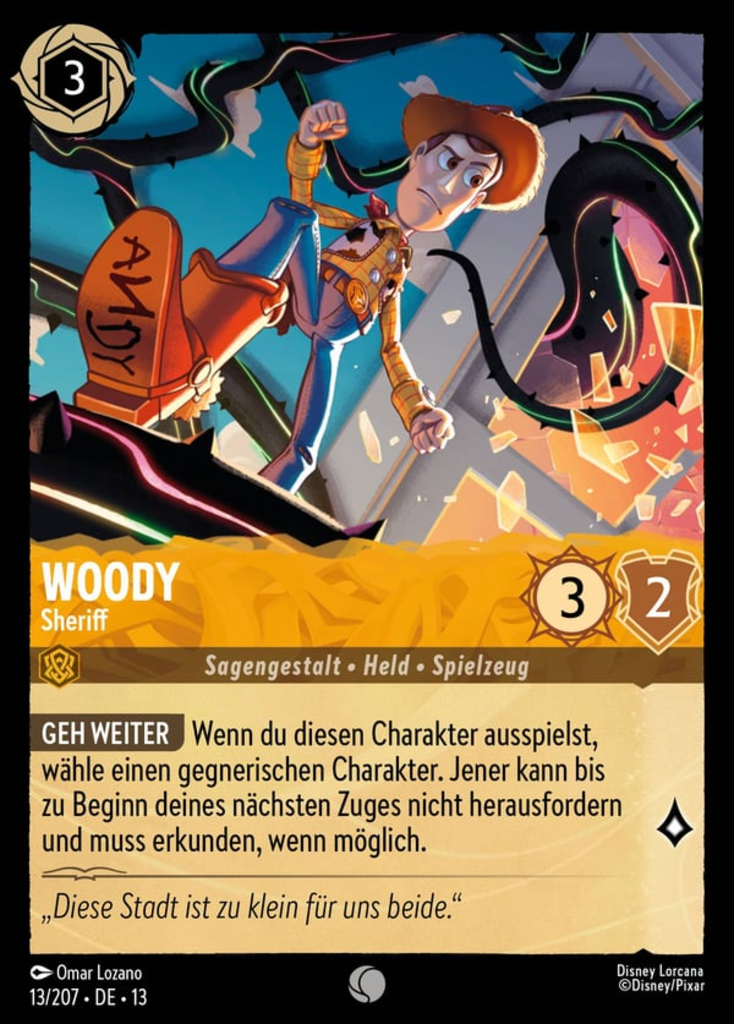 3
ANDY
WOODY
Sheriff
3
2
Sagengestalt • Held • Spielzeug
GEH WEITER Wenn du diesen Charakter ausspielst,
wähle einen gegnerischen Charakter. Jener kann bis
zu Beginn deines nächsten Zuges nicht herausfordern
und muss erkunden, wenn möglich.
„Diese Stadt ist zu klein für uns beide.“
Omar Lozano
Disney Lorcana
13/207 • DE • 13
©Disney/Pixar